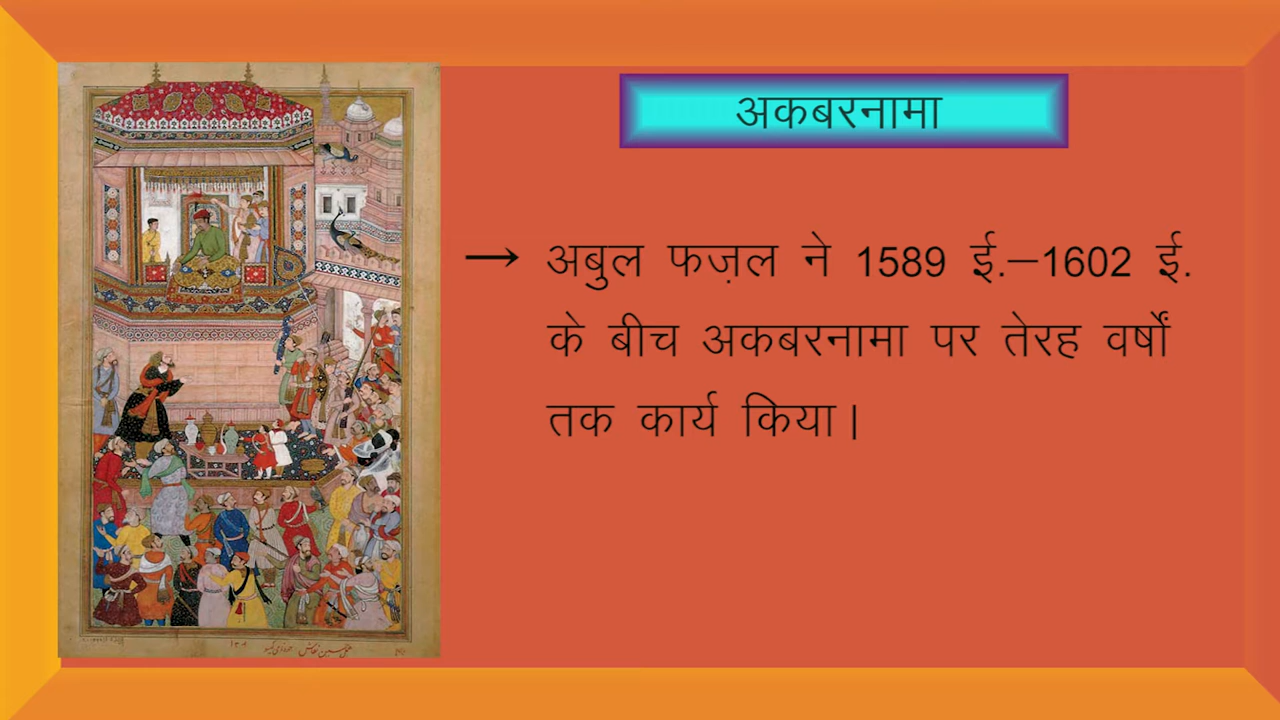 अकबरनामा
→ अबुल फज़ल ने 1589 ई.–1602 ई.
के बीच अकबरनामा पर तेरह वर्षों
तक कार्य किया।